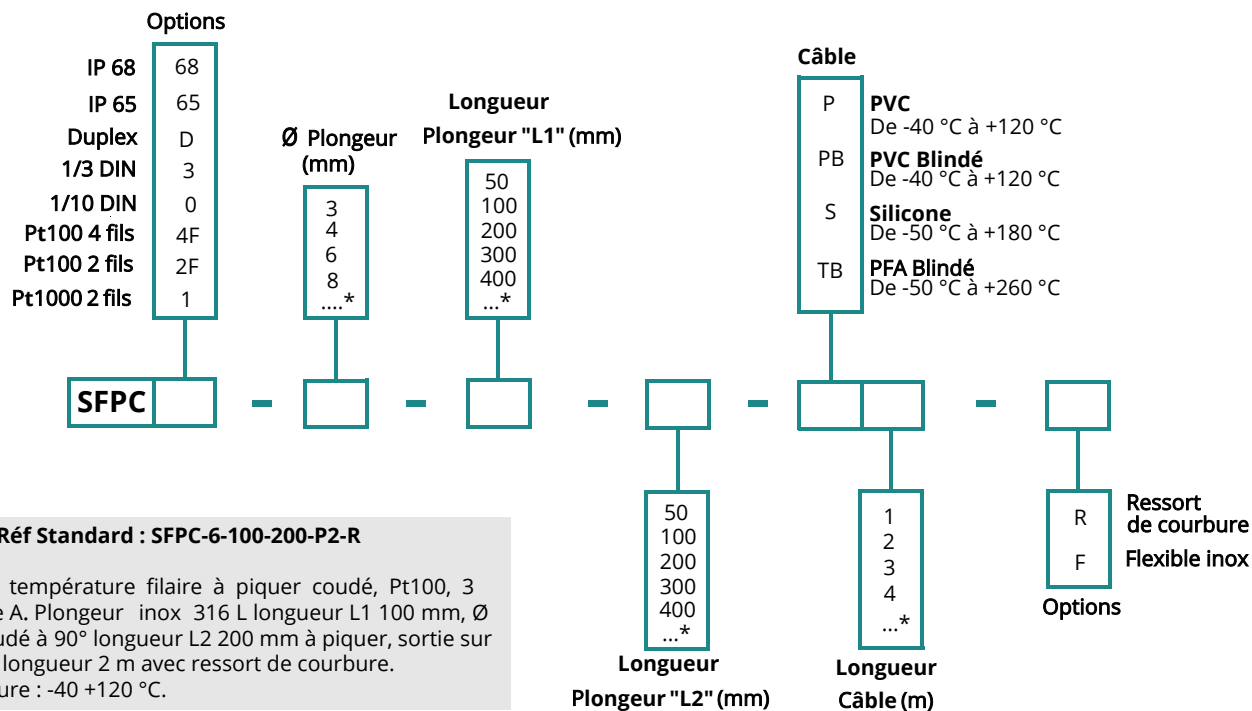 Options
IP 68 68
IP 65 65
Duplex D
1/3 DIN 3
1/10 DIN 0
Pt100 4 fils 4F
Pt100 2 fils 2F
Pt1000 2 fils 1
Ø Plongeur
(mm)
3
4
6
8
....*
Longueur
Plongeur "L1" (mm)
50
100
200
300
400
...*
Câble
P PVC
De -40 °C à +120 °C
PB PVC Blindé
De -40 °C à +120 °C
S Silicone
De -50 °C à +180 °C
TB PFA Blindé
De -50 °C à +260 °C
SFPC - - - - -
50
100
200
300
400
...*
Longueur
Plongeur "L2" (mm)
1
2
3
4
...*
Longueur
Câble (m)
R Ressort
de courbure
F Flexible inox
Options
Réf Standard : SFPC-6-100-200-P2-R
température filaire à piquer coudé, Pt100, 3
A. Plongeur inox 316 L longueur L1 100 mm, Ø
à 90° longueur L2 200 mm à piquer, sortie sur
longueur 2 m avec ressort de courbure.
: -40 +120 °C.